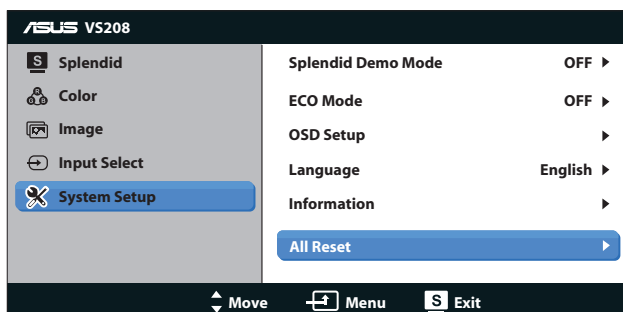 ASUS VS208
S Splendid
Color
Image
Input Select
System Setup
Splendid Demo Mode OFF
ECO Mode OFF
OSD Setup
Language English
Information
All Reset
Move Menu S Exit